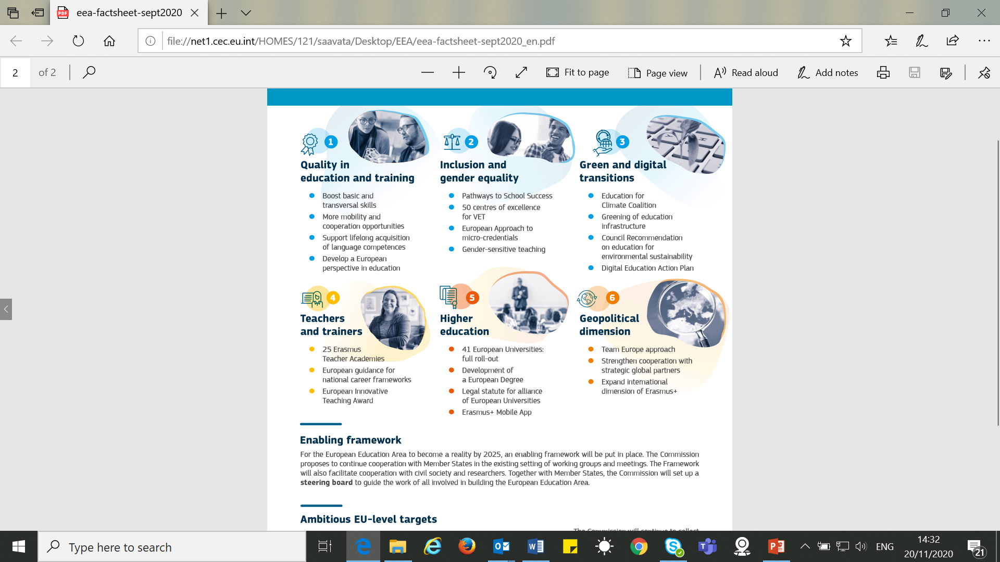 eea-factsheet-sept2020
file://net1.cec.eu.int/HOMES/121/saavata/Desktop/EEA/eea-factsheet-sept2020_en.pdf
2 of 2
Fit to page
Page view
Read aloud
Add notes
1
Quality in
education and training
Boost basic and
transversal skills
More mobility and
cooperation opportunities
Support lifelong acquisition
of language competences
Develop a European
perspective in education
2
Inclusion and
gender equality
Pathways to School Success
50 centres of excellence
for VET
European Approach to
micro-credentials
Gender-sensitive teaching
3
Green and digital
transitions
Education for
Climate Coalition
Greening of education
infrastructure
Council Recommendation
on education for
environmental sustainability
Digital Education Action Plan
4
Teachers
and trainers
25 Erasmus
Teacher Academies
European guidance for
national career frameworks
European Innovative
Teaching Award
5
Higher
education
41 European Universities:
full roll-out
Development of
a European Degree
Legal statute for alliance
of European Universities
Erasmus+ Mobile App
6
Geopolitical
dimension
Team Europe approach
Strengthen cooperation with
strategic global partners
Expand international
dimension of Erasmus+
Enabling framework
For the European Education Area to become a reality by 2025, an enabling framework will be put in place. The Commission
proposes to continue cooperation with Member States in the existing setting of working groups and meetings. The Framework
will also facilitate cooperation with civil society and researchers. Together with Member States, the Commission will set up a
steering board to guide the work of all involved in building the European Education Area.
Ambitious EU-level targets
The Commission will continue to collect
Type here to search
ENG
14:32
20/11/2020
21